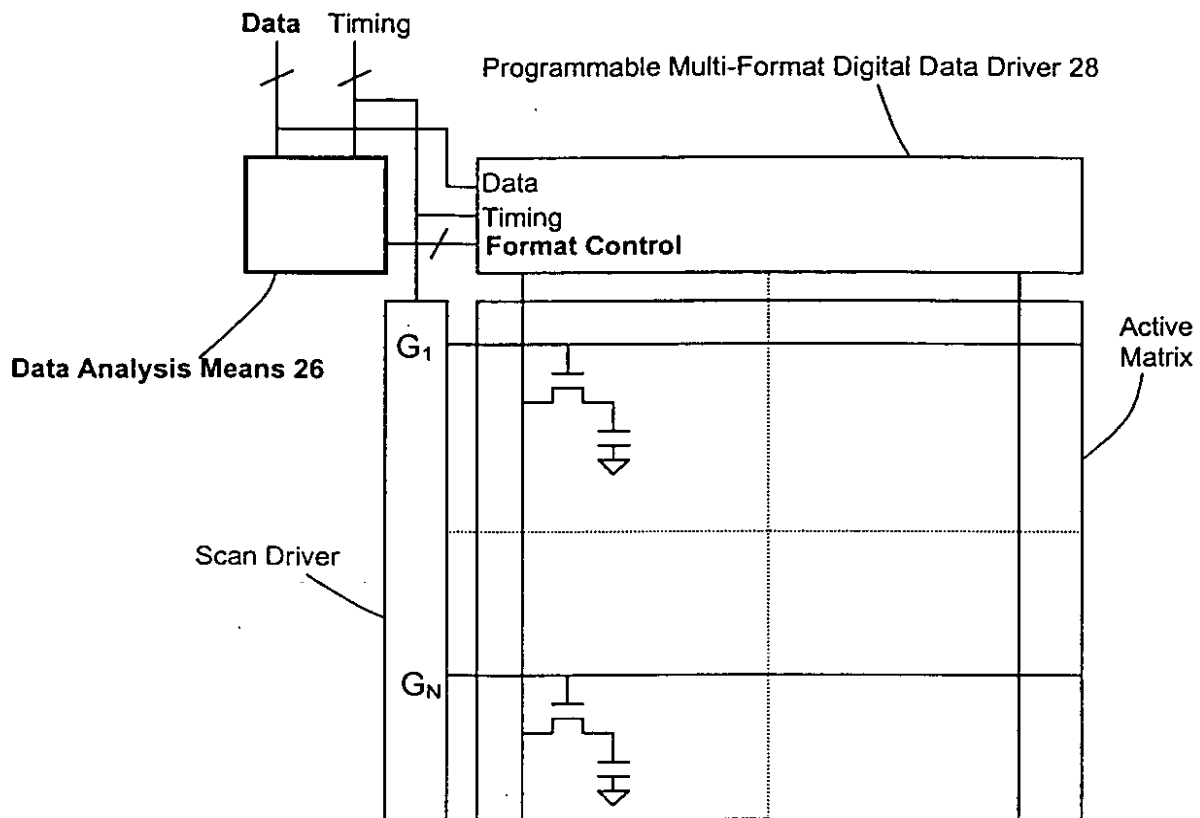 Data Timing
Programmable Multi-Format Digital Data Driver 28
Data
Timing
Format Control
Data Analysis Means 26
G₁
Active
Matrix
Scan Driver
G_N